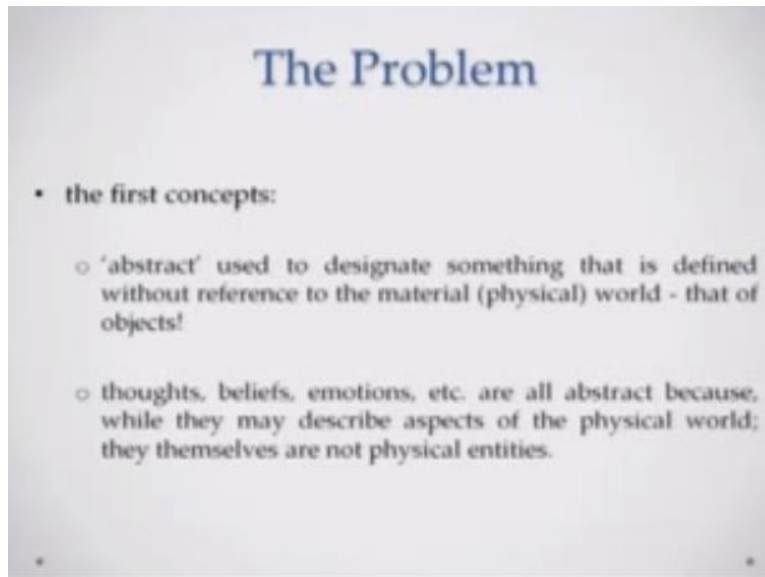 The Problem
• the first concepts:
o 'abstract' used to designate something that is defined
without reference to the material (physical) world - that of
objects!
o thoughts, beliefs, emotions, etc. are all abstract because,
while they may describe aspects of the physical world;
they themselves are not physical entities.